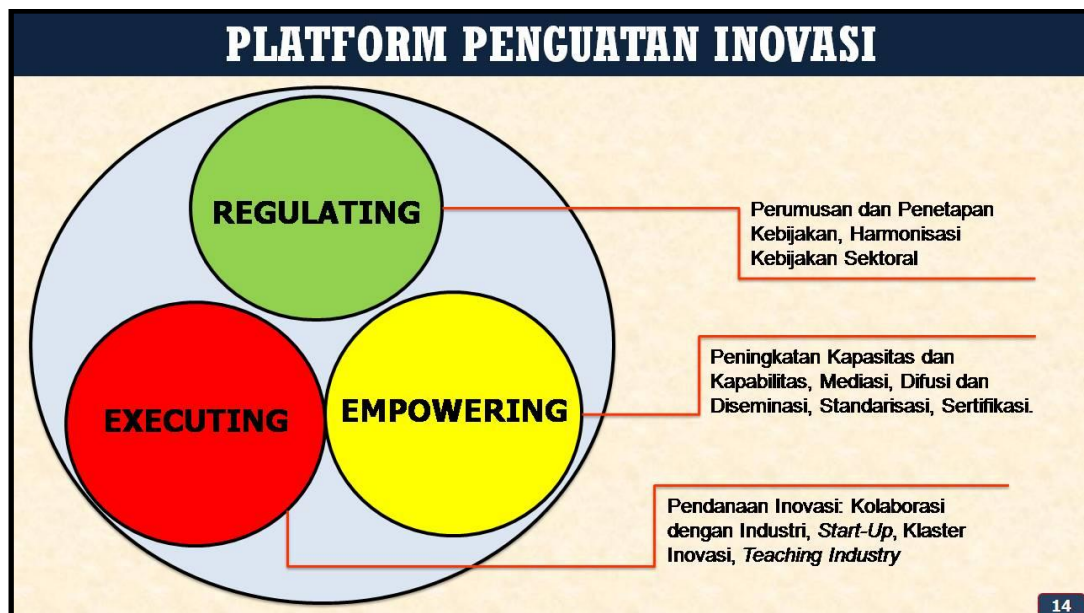 PLATFORM PENGUATAN INOVASI
REGULATING
Perumusan dan Penetapan
Kebijakan, Harmonisasi
Kebijakan Sektoral
EXECUTING
EMPOWERING
Peningkatan Kapasitas dan
Kapabilitas, Mediasi, Difusi dan
Diseminasi, Standarisasi, Sertifikasi.
Pendanaan Inovasi: Kolaborasi
dengan Industri, Start-Up, Klaster
Inovasi, Teaching Industry
14